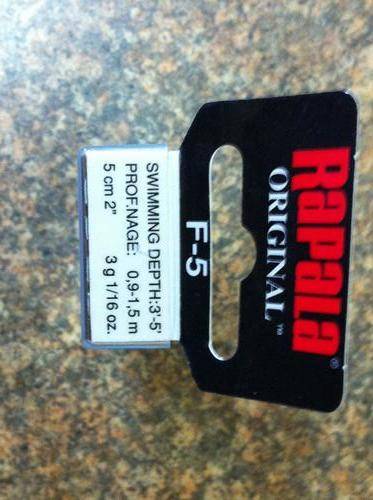 Rapala®
ORIGINAL™
F-5
SWIMMING DEPTH:3'-5'
PROF.NAGE: 0,9-1,5 m
5 cm 2" 3 g 1/16 oz.